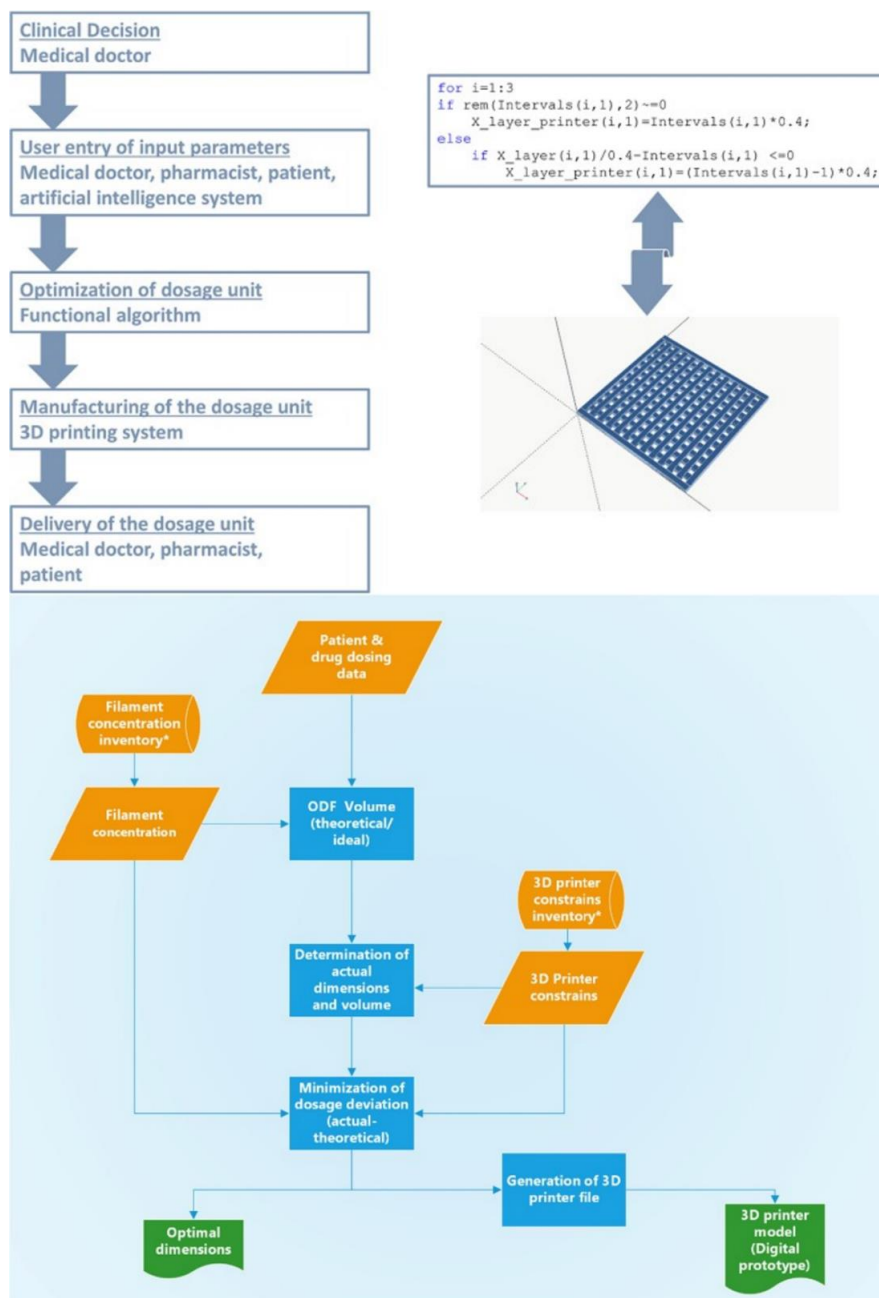 Clinical Decision
Medical doctor
User entry of input parameters
Medical doctor, pharmacist, patient,
artificial intelligence system
Optimization of dosage unit
Functional algorithm
Manufacturing of the dosage unit
3D printing system
Delivery of the dosage unit
Medical doctor, pharmacist,
patient
for i=1:3
if rem(Intervals(i,1),2)~=0
X_layer_printer(i,1)=Intervals(i,1)*0.4;
else
if X_layer(i,1)/0.4-Intervals(i,1) <=0
X_layer_printer(i,1)=(Intervals(i,1)-1)*0.4;
Patient &
drug dosing
data
Filament
concentration
inventory*
Filament
concentration
ODF Volume
(theoretical/
ideal)
3D printer
constrains
inventory*
Determination of
actual
dimensions
and volume
3D Printer
constrains
Minimization of
dosage deviation
(actual-
theoretical)
Generation of 3D
printer file
Optimal
dimensions
3D printer
model
(Digital
prototype)